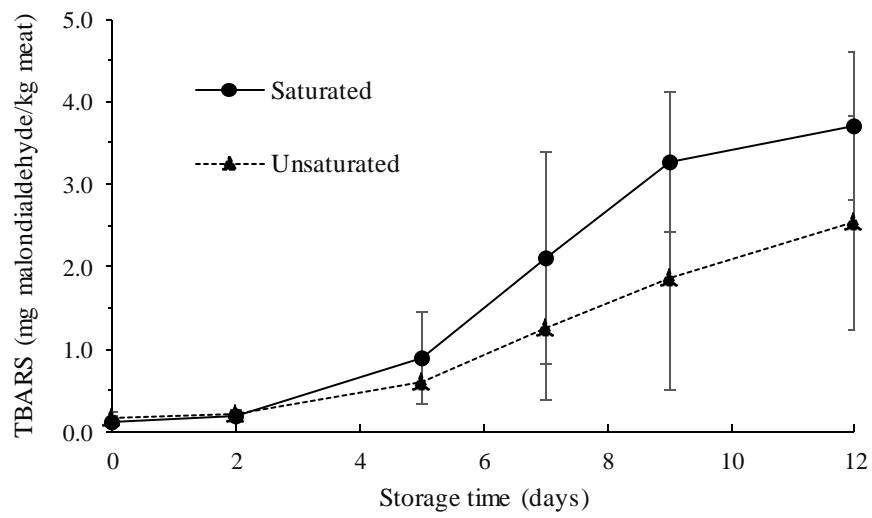 TBARS (mg malondialdehyde/kg meat)
5.0
4.0
3.0
2.0
1.0
0.0
Saturated
Unsaturated
0 2 4 6 8 10 12
Storage time (days)